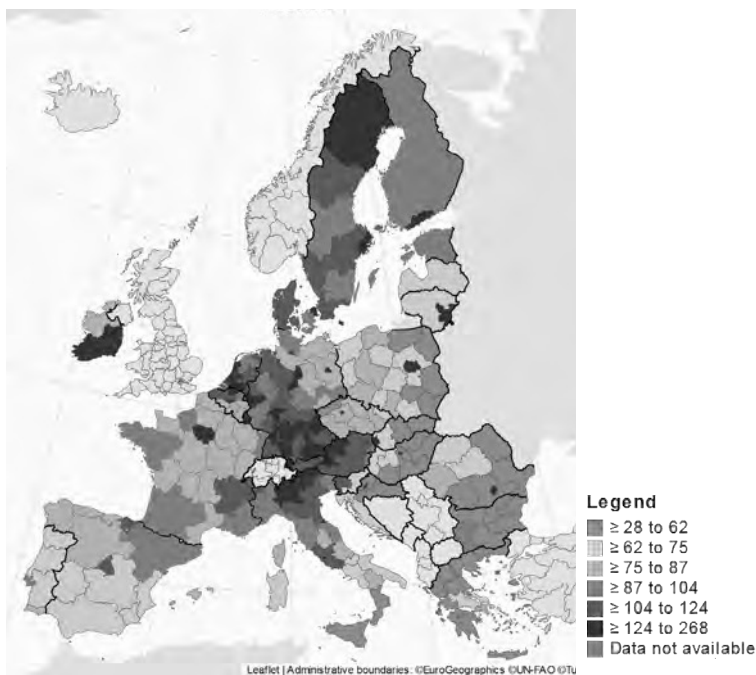 Legend
≥ 28 to 62
≥ 62 to 75
≥ 75 to 87
≥ 87 to 104
≥ 104 to 124
≥ 124 to 268
Data not available
Leaflet | Administrative boundaries: ©EuroGeographics ©UN-FAO ©Tu